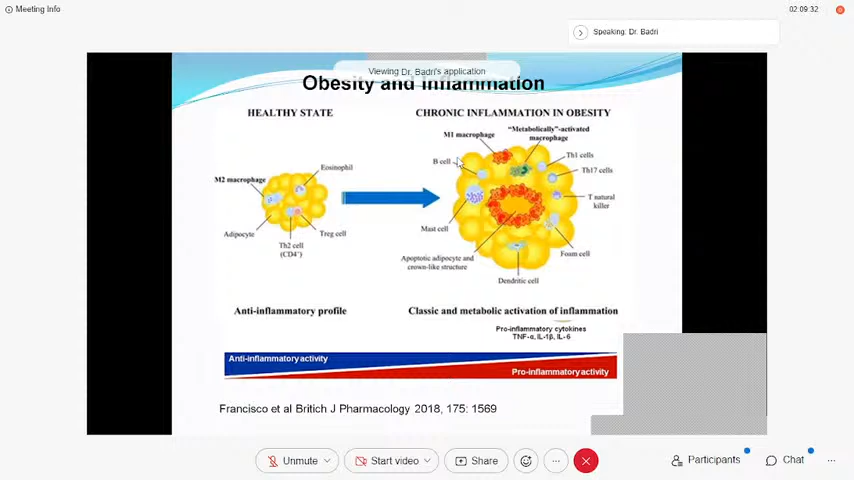 Meeting Info
02:09:32
Speaking: Dr. Badri
Viewing Dr. Badri's application
Obesity and Inflammation
HEALTHY STATE
CHRONIC INFLAMMATION IN OBESITY
M1 macrophage
"Metabolically"-activated
macrophage
B cell
Th1 cells
Th17 cells
T natural
killer
Foam cell
Dendritic cell
Apoptotic adipocyte and
crown-like structure
Mast cell
Eosinophil
M2 macrophage
Adipocyte
Th2 cell
(CD4⁺)
Treg cell
Anti-inflammatory profile
Classic and metabolic activation of inflammation
Pro-inflammatory cytokines
TNF-α, IL-1β, IL-6
Anti-inflammatory activity
Pro-inflammatory activity
Francisco et al Britich J Pharmacology 2018, 175: 1569
Unmute
Start video
Share
Participants
Chat